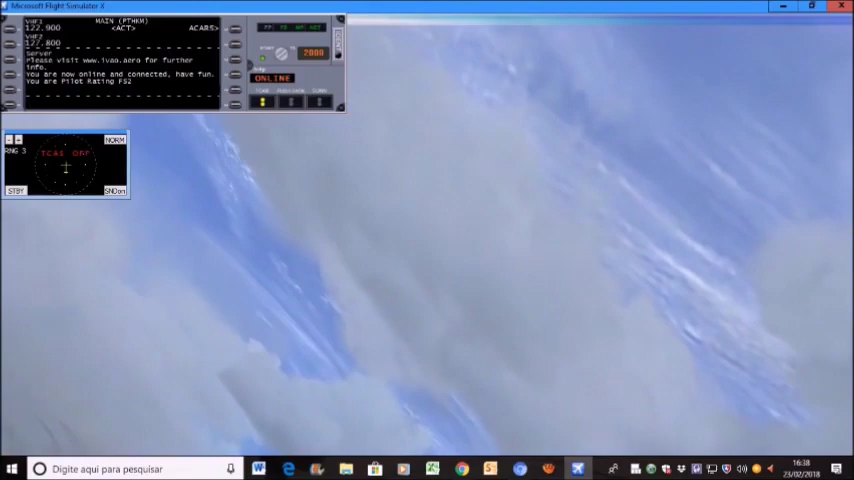 Microsoft Flight Simulator X
VHF1
MAIN (PTHKM)
122.900
<ACT>
ACARS>
VHF2
127.800
Server
Please visit www.ivao.aero for further
info.
You are now online and connected, have fun.
You are Pilot Rating FS2
START
2000
ONLINE
NORM
RNG 3
TCAS OFF
STBY
SNDon
Digite aqui para pesquisar
16:38
23/02/2018